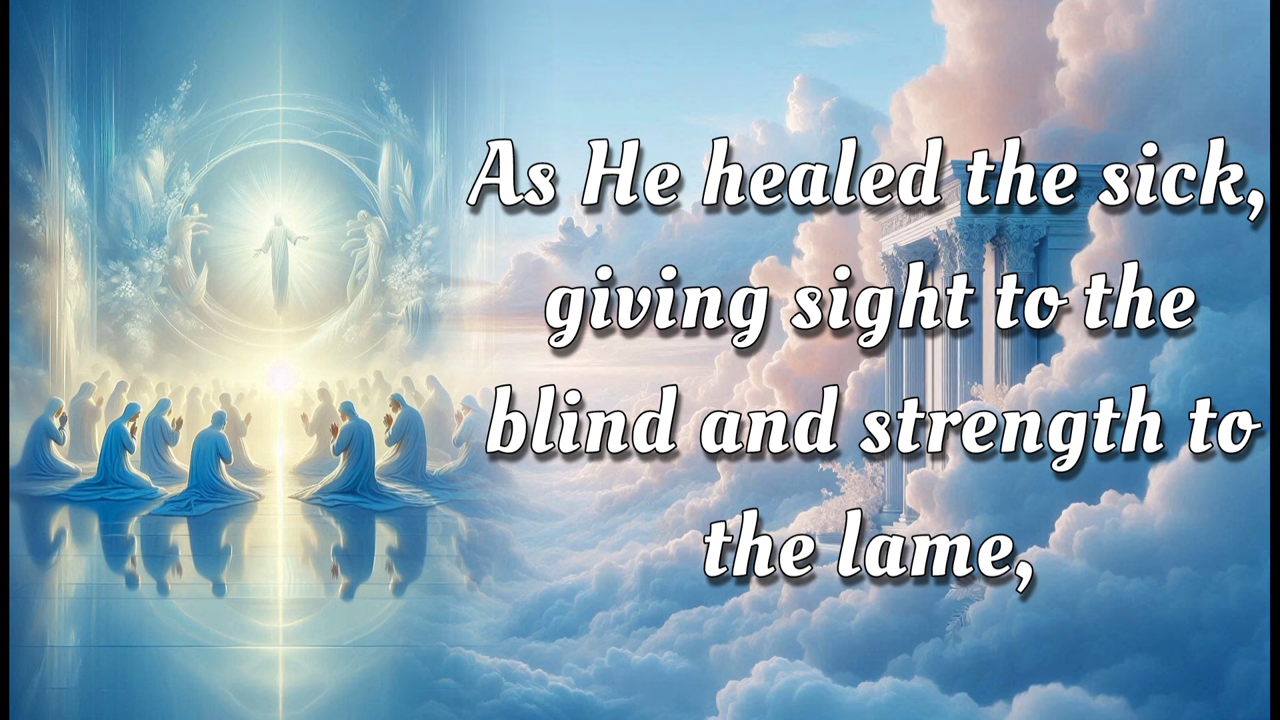 As He healed the sick,
giving sight to the
blind and strength to
the lame,